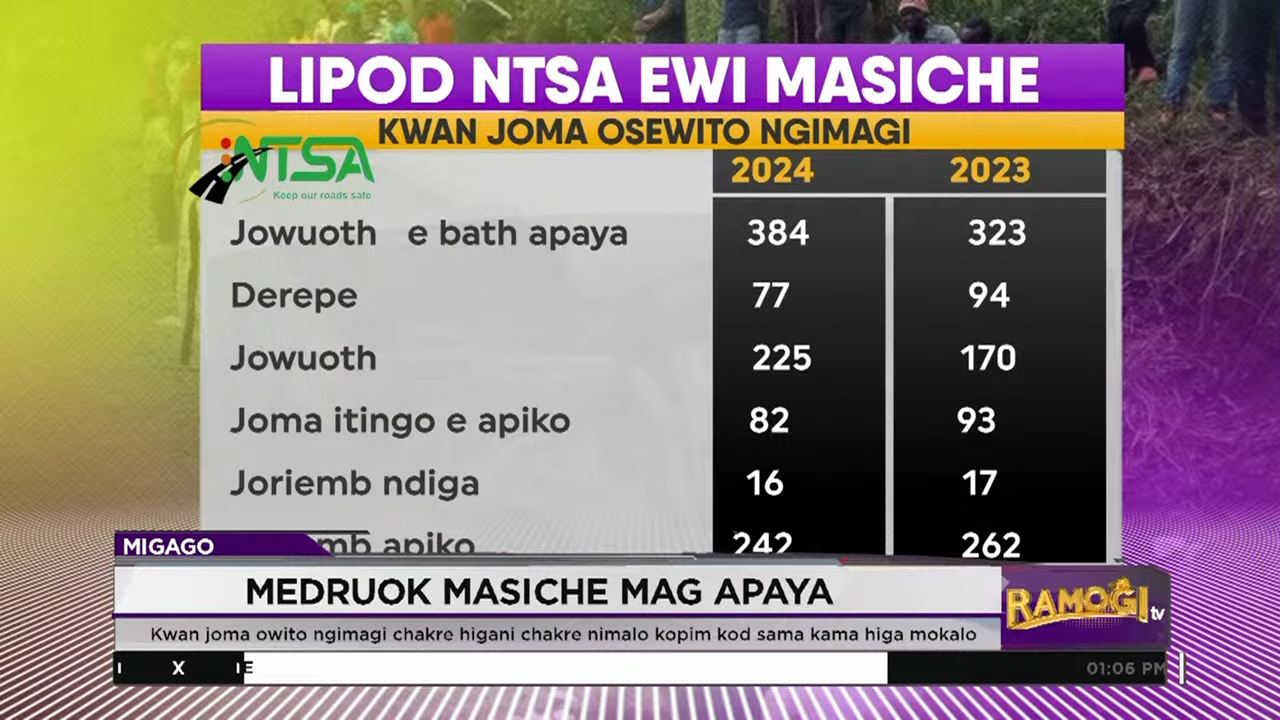 LIPOD NTSA EWI MASICHE
KWAN JOMA OSEWITO NGIMAGI
NTSA
Keep our roads safe
2024 2023
Jowuoth e bath apaya 384 323
Derepe 77 94
Jowuoth 225 170
Joma itingo e apiko 82 93
Joriemb ndiga 16 17
apiko 242 262
MIGAGO
MEDRUOK MASICHE MAG APAYA
RAMOGI tv
Kwan joma owito ngimagi chakre higani chakre nimalo kopim kod sama kama higa mokalo
X
01:06 PM